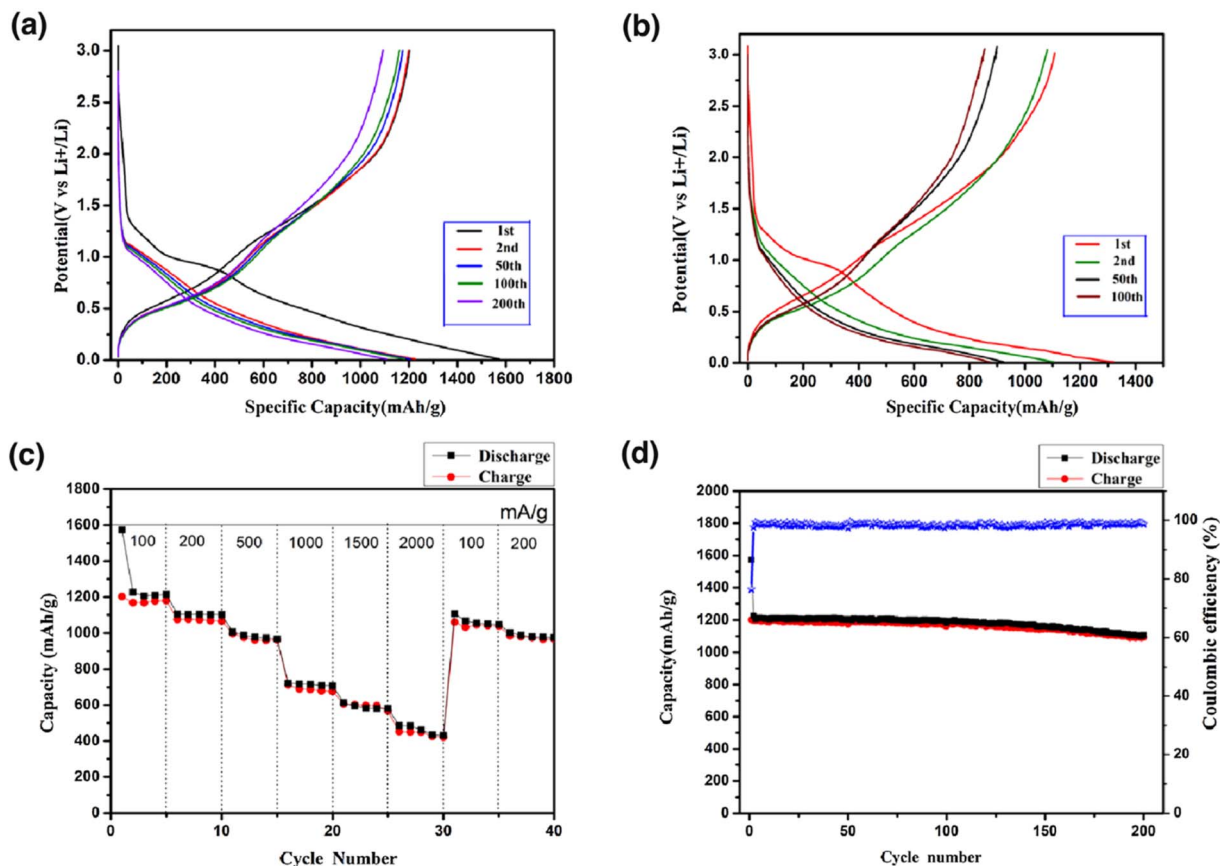 (a)
3.0
2.5
2.0
1.5
1.0
0.5
0.0
Potential(V vs Li+/Li)
1st
2nd
50th
100th
200th
0 200 400 600 800 1000 1200 1400 1600 1800
Specific Capacity(mAh/g)
(b)
3.0
2.5
2.0
1.5
1.0
0.5
0.0
Potential(V vs Li+/Li)
1st
2nd
50th
100th
0 200 400 600 800 1000 1200 1400
Specific Capacity(mAh/g)
(c)
Discharge
Charge
1800
1600
1400
1200
1000
800
600
400
200
0
Capacity (mAh/g)
mA/g
100 200 500 1000 1500 2000 100 200
0 10 20 30 40
Cycle Number
(d)
Discharge
Charge
2000
1800
1600
1400
1200
1000
800
600
400
200
0
Capacity(mAh/g)
100
80
60
40
20
0
Coulombic efficiency (%)
0 50 100 150 200
Cycle number